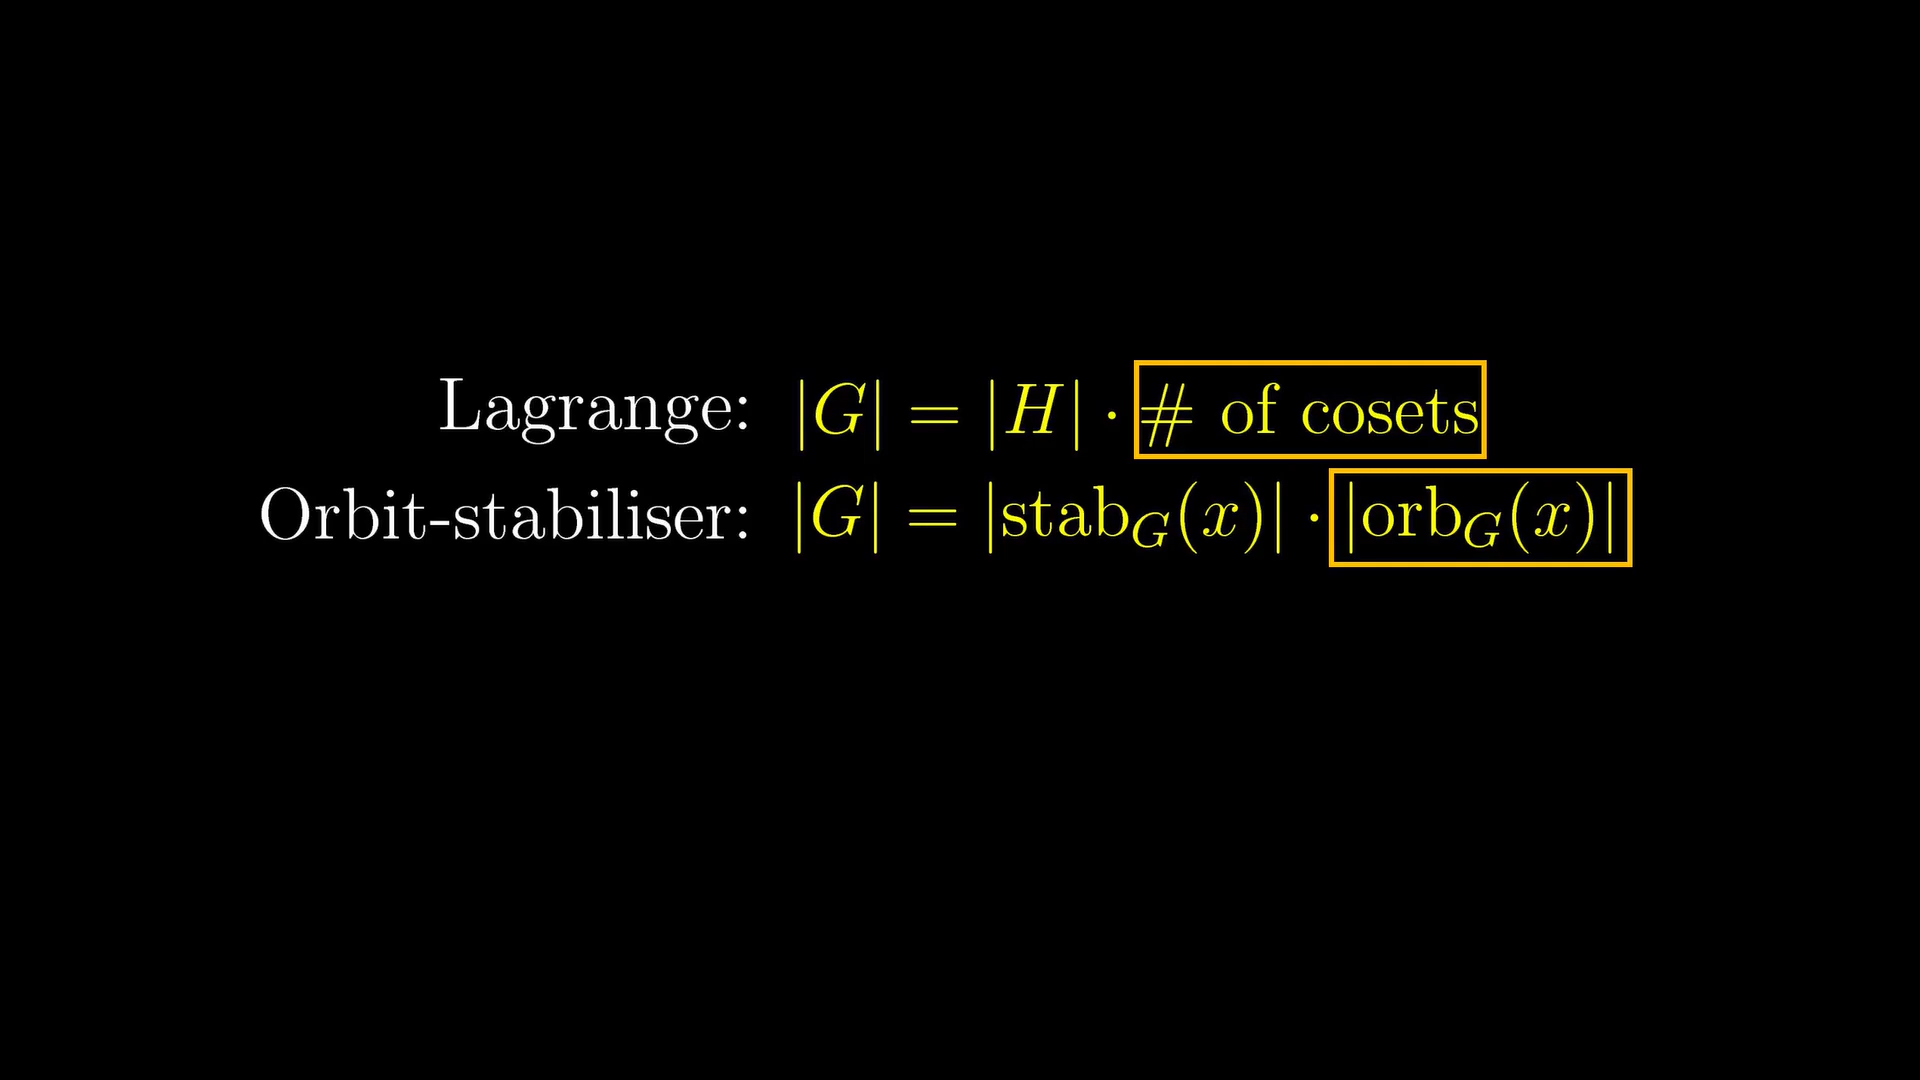 Lagrange: |G| = |H| · # of cosets
Orbit-stabiliser: |G| = |stab_G(x)| · |orb_G(x)|